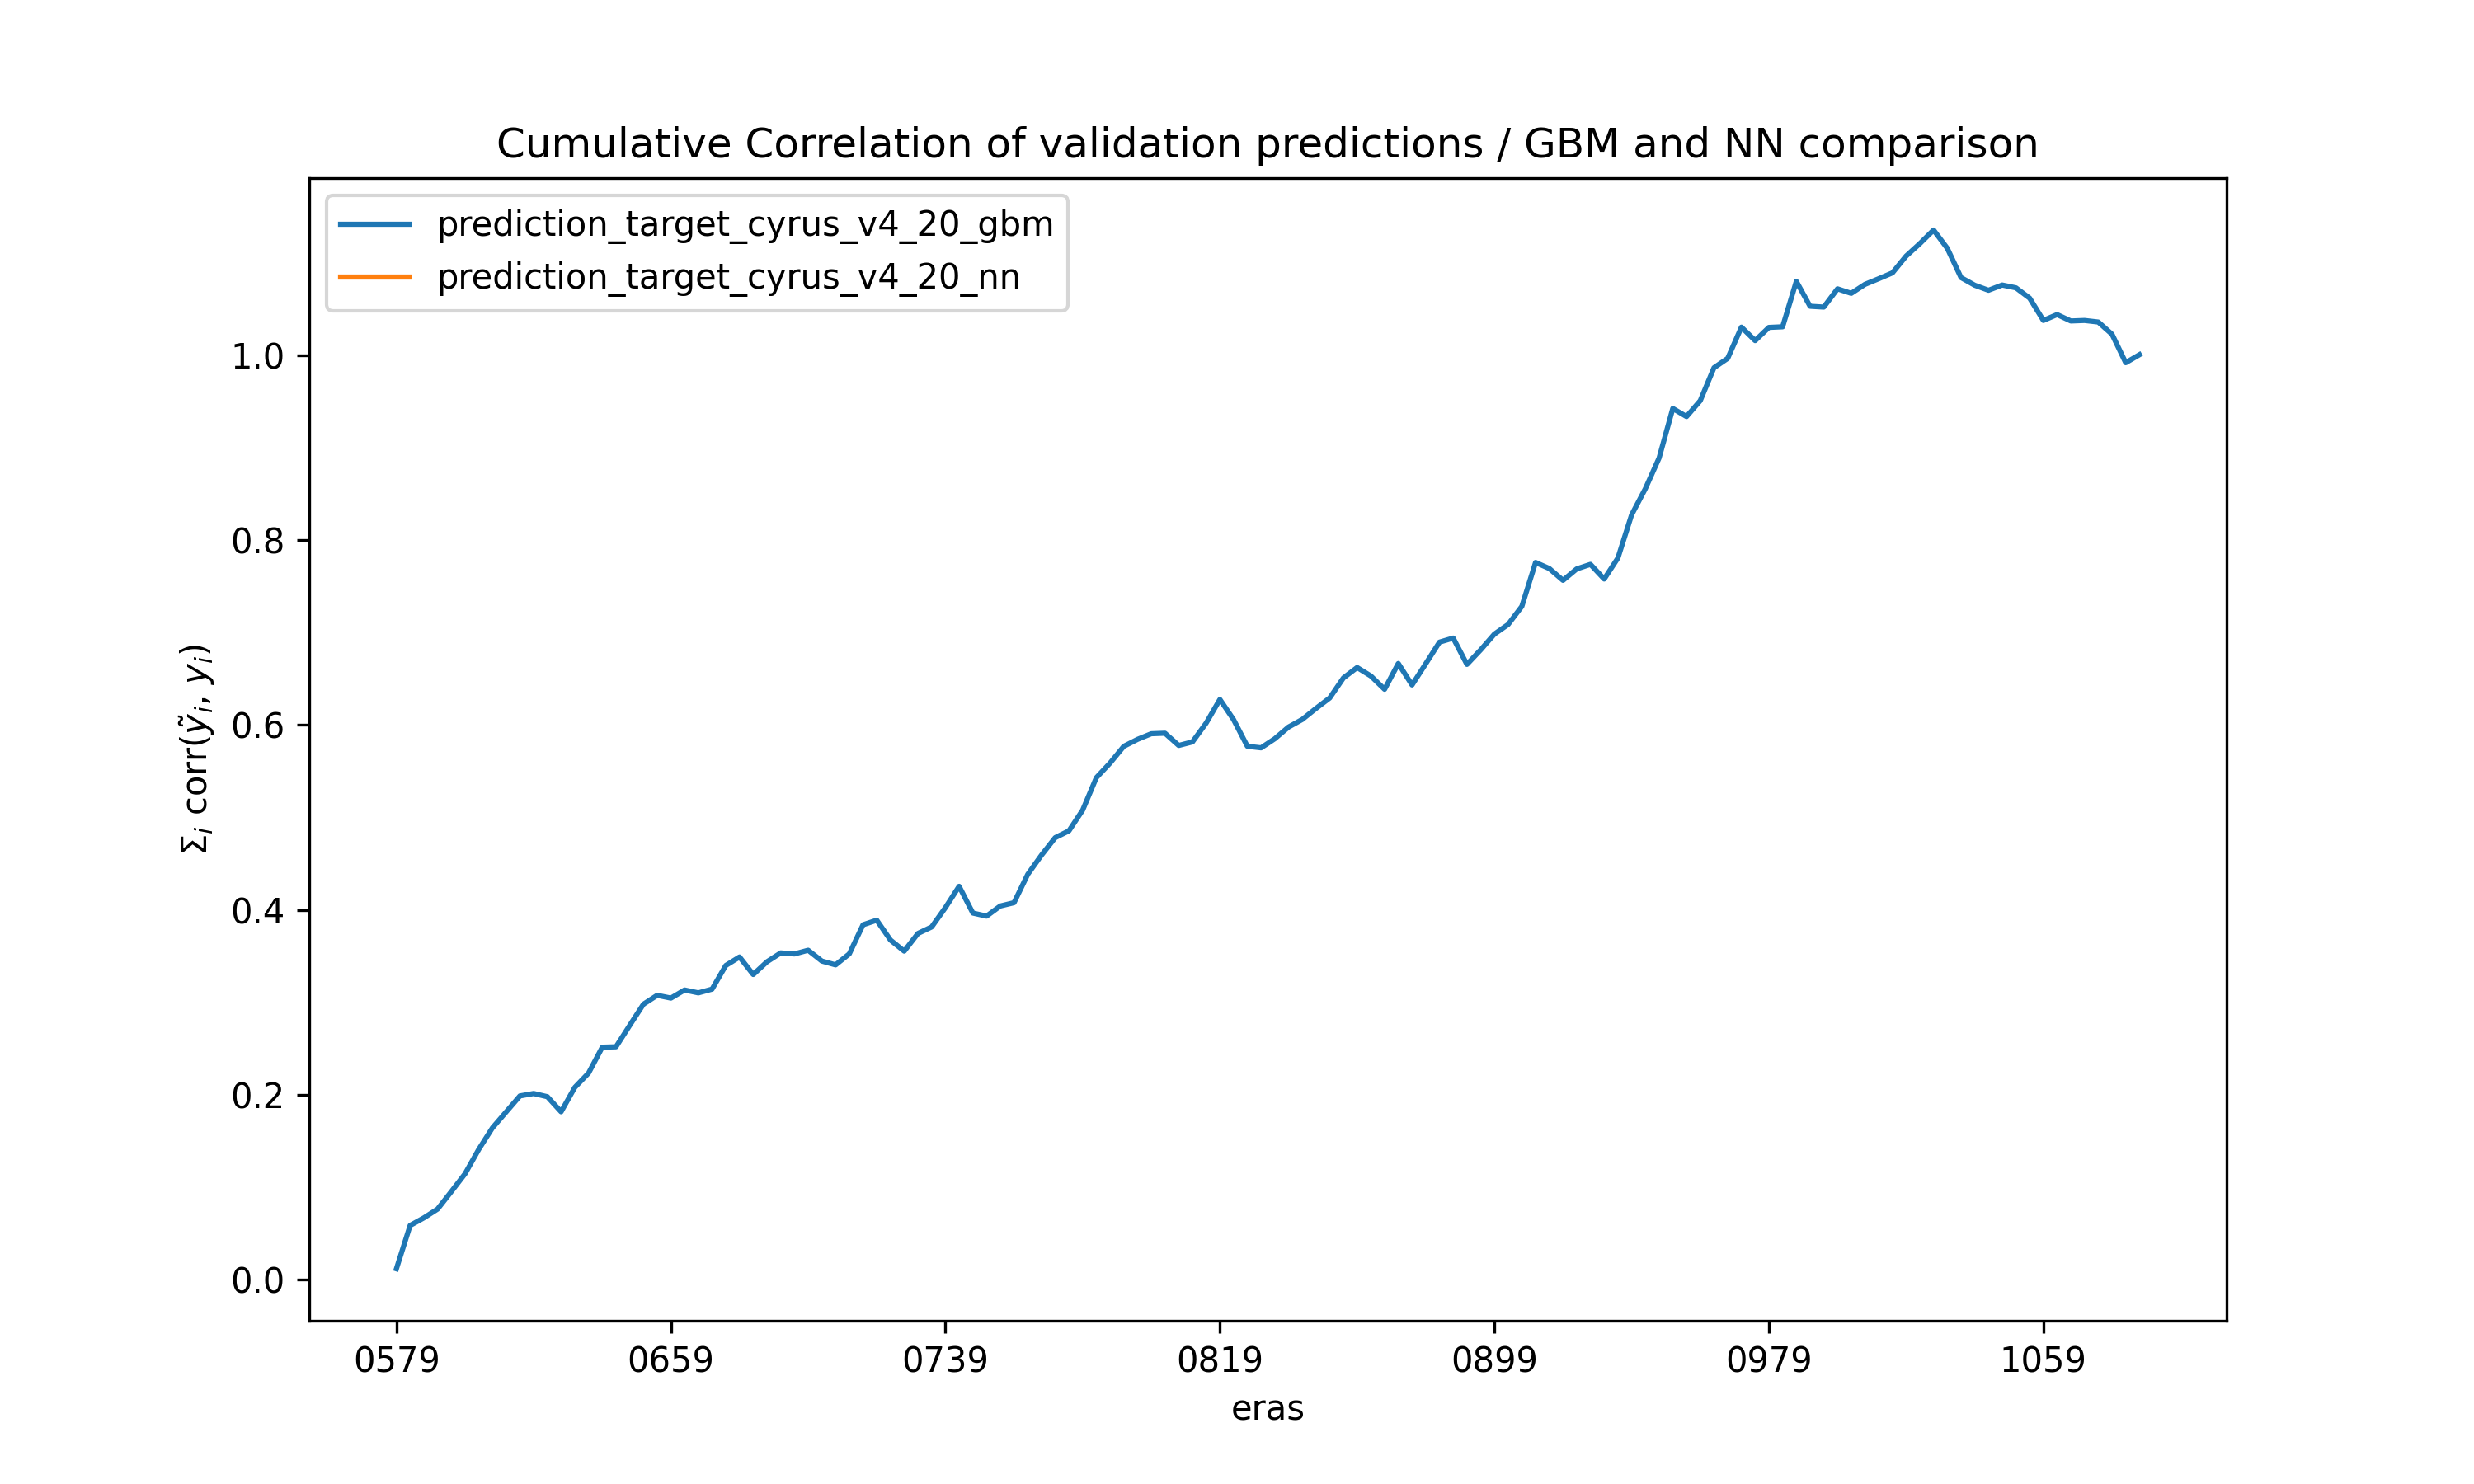 Cumulative Correlation of validation predictions / GBM and NN comparison
prediction_target_cyrus_v4_20_gbm
prediction_target_cyrus_v4_20_nn
1.0
0.8
0.6
0.4
0.2
0.0
Σᵢ corr(ỹᵢ, yᵢ)
0579 0659 0739 0819 0899 0979 1059
eras